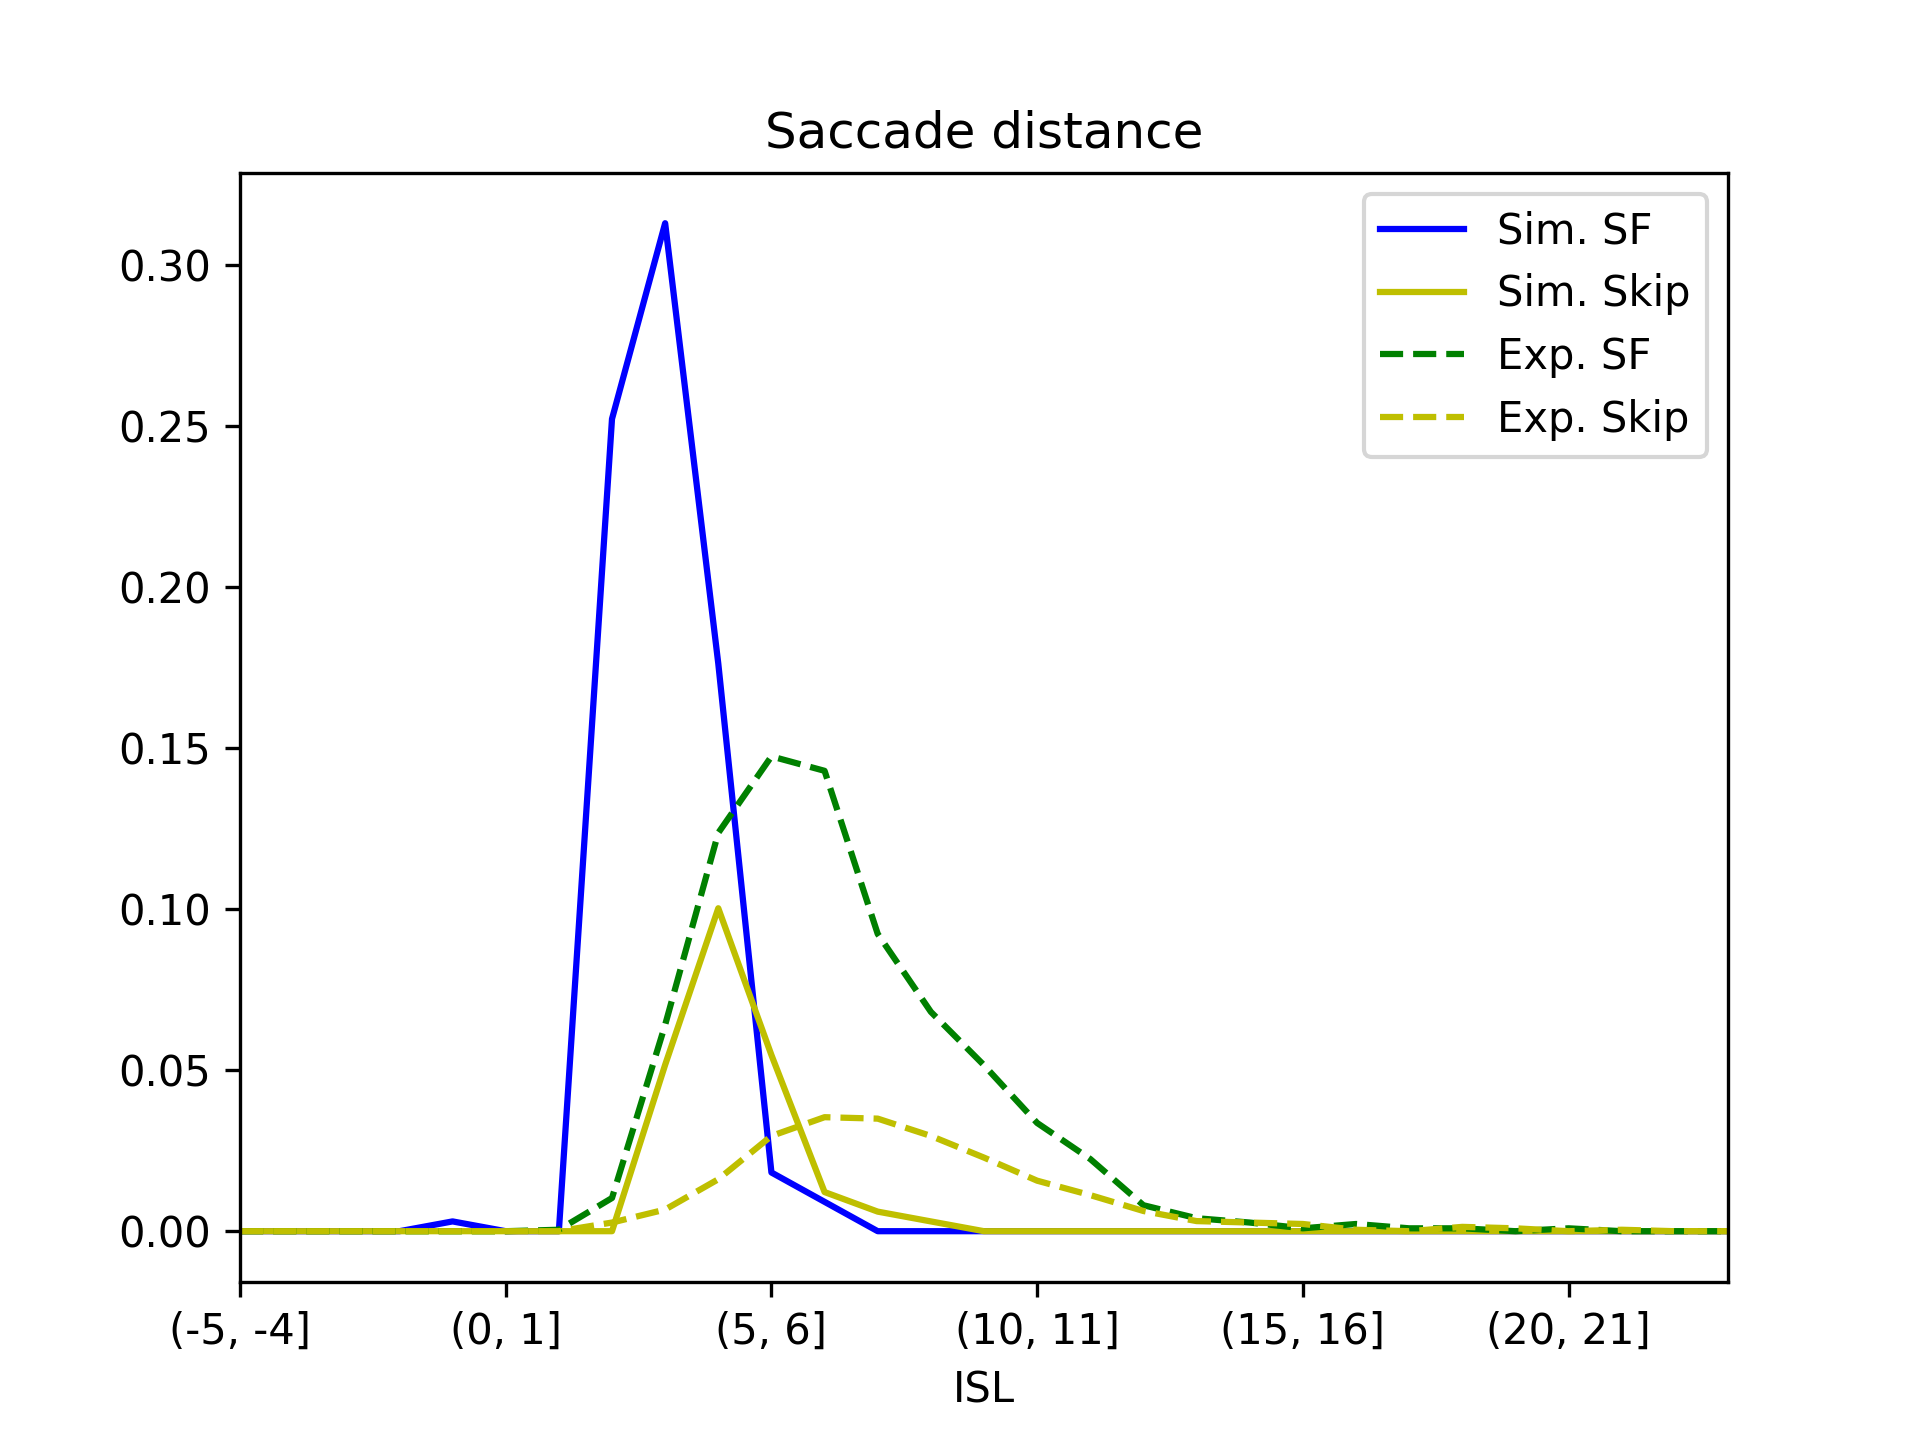 Saccade distance
Sim. SF
Sim. Skip
Exp. SF
Exp. Skip
0.30
0.25
0.20
0.15
0.10
0.05
0.00
(-5, -4] (0, 1] (5, 6] (10, 11] (15, 16] (20, 21]
ISL